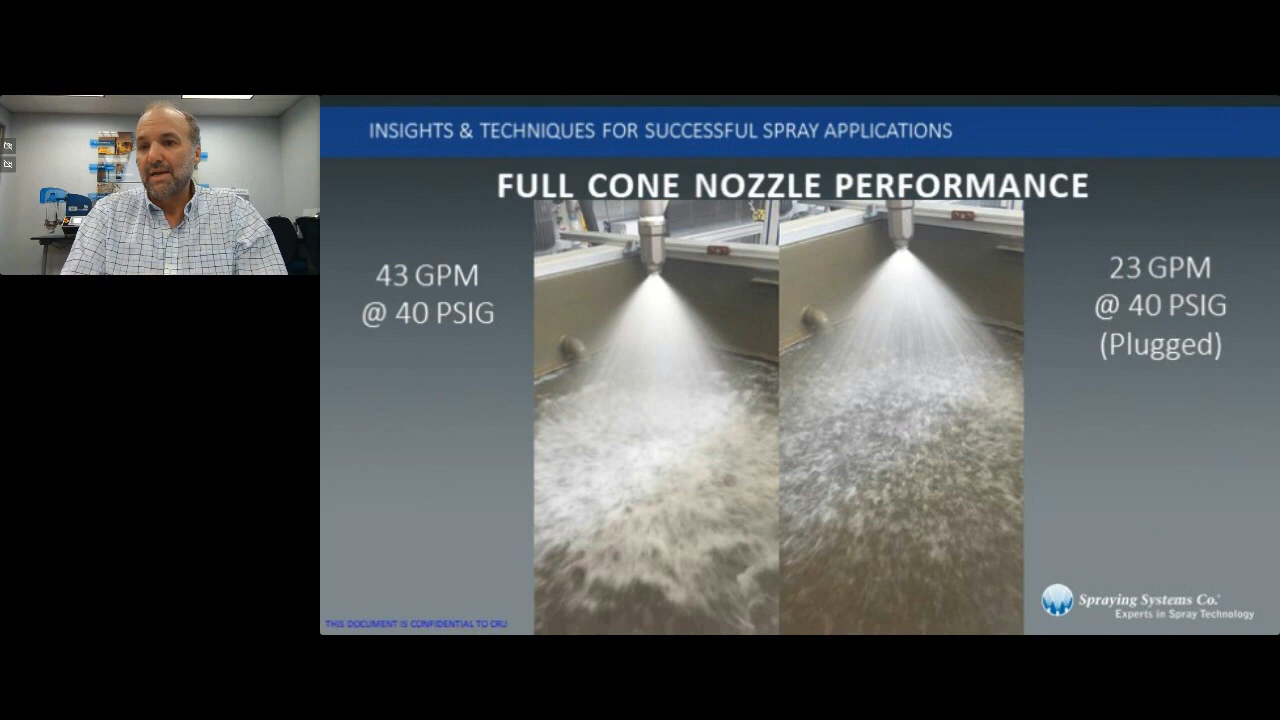 INSIGHTS & TECHNIQUES FOR SUCCESSFUL SPRAY APPLICATIONS
FULL CONE NOZZLE PERFORMANCE
43 GPM
@ 40 PSIG
23 GPM
@ 40 PSIG
(Plugged)
Spraying Systems Co.®
Experts in Spray Technology
THIS DOCUMENT IS CONFIDENTIAL TO CRU